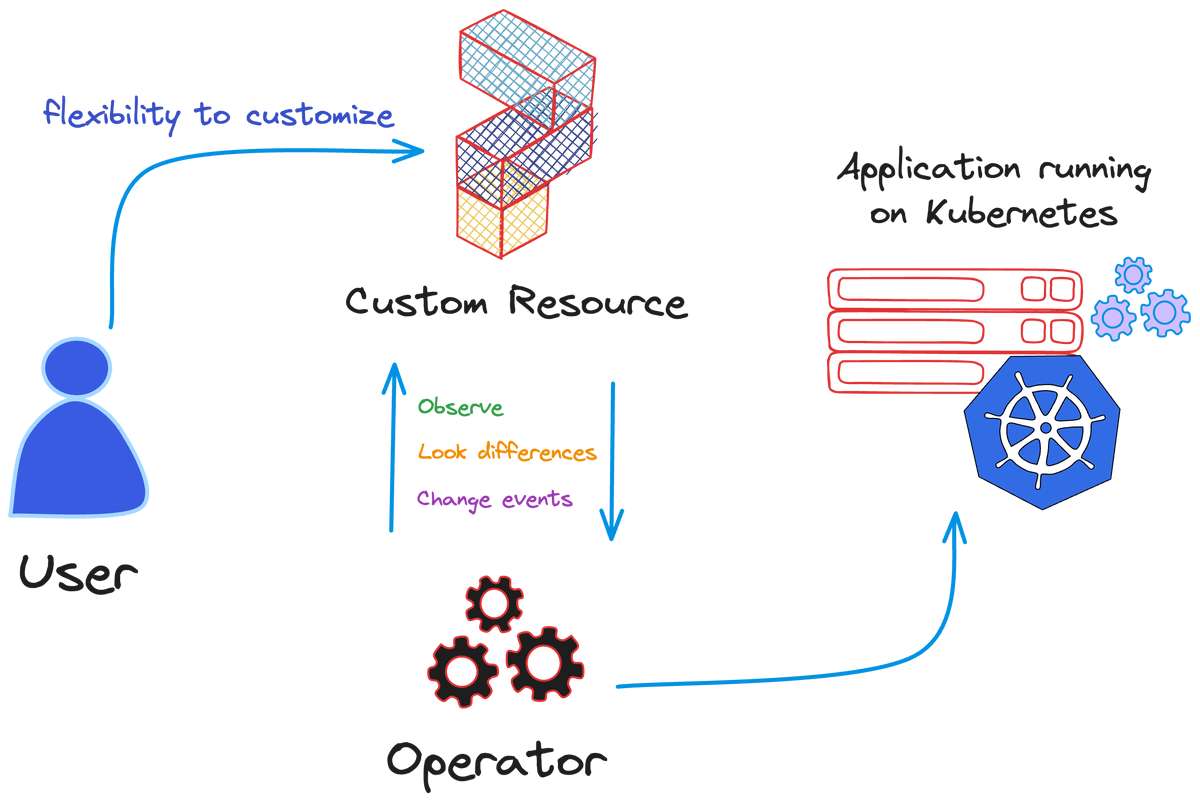 flexibility to customize
Application running
on Kubernetes
Custom Resource
Observe
Look differences
Change events
User
Operator